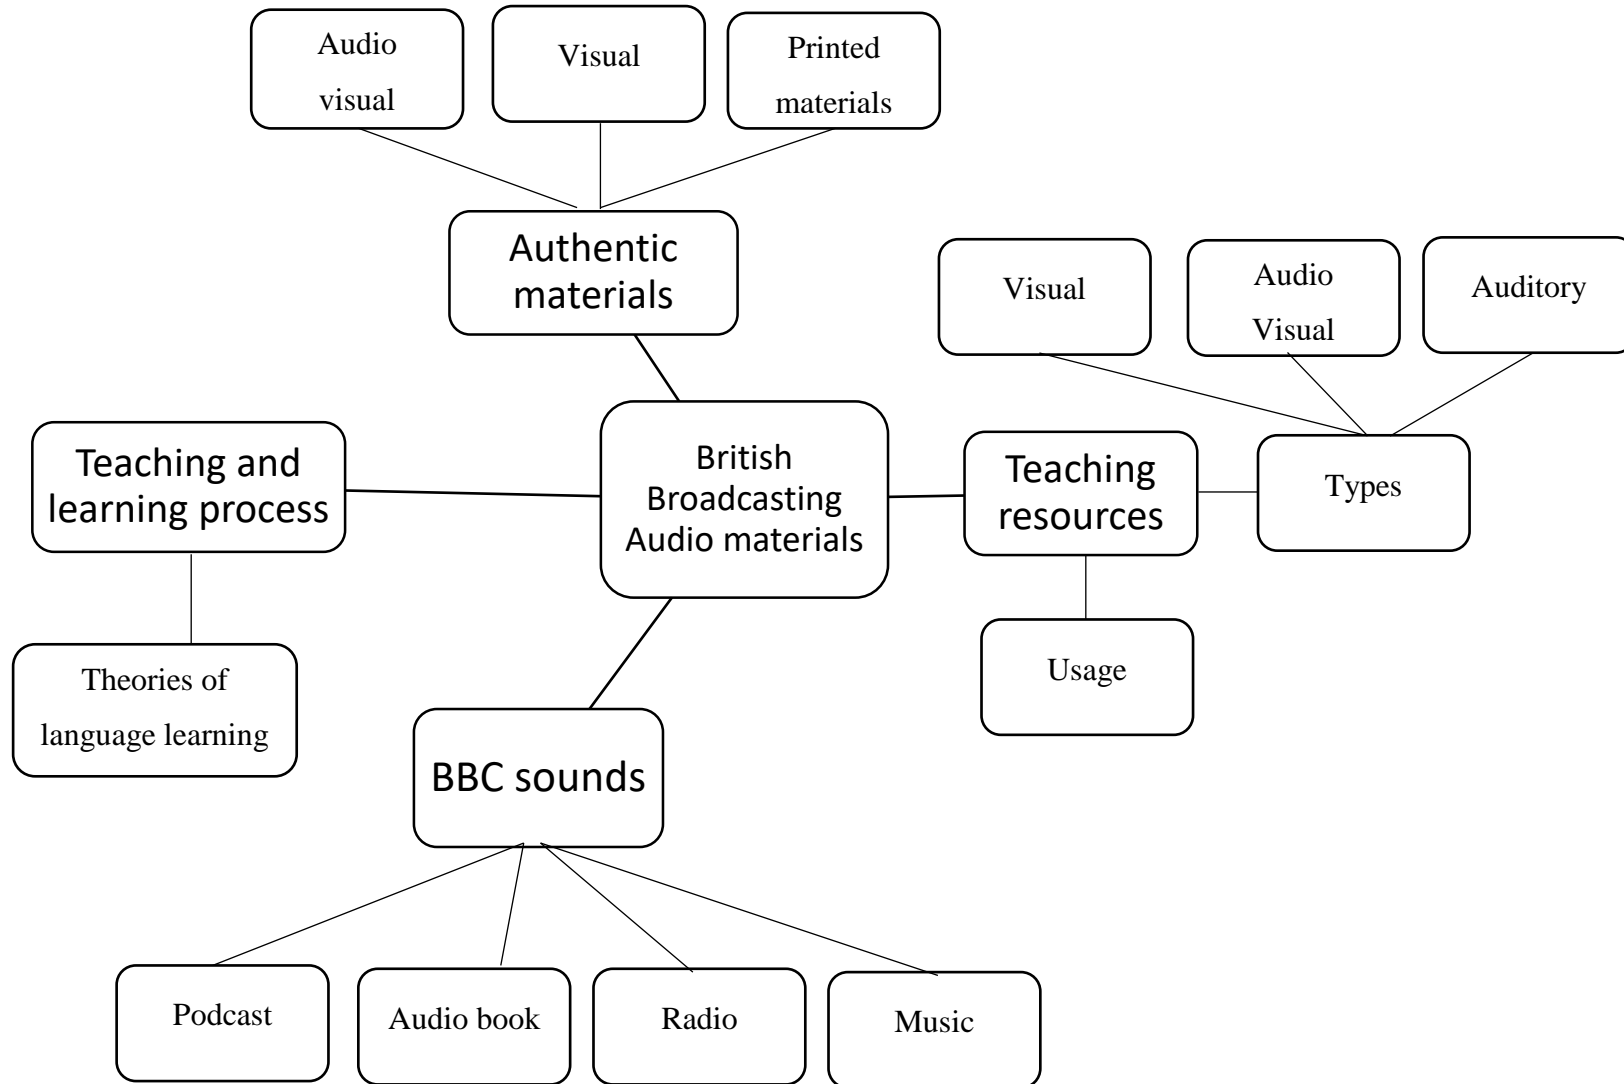 Audio
visual
Visual
Printed
materials
Authentic
materials
Visual
Audio
Visual
Auditory
Teaching and
learning process
British
Broadcasting
Audio materials
Teaching
resources
Types
Theories of
language learning
Usage
BBC sounds
Podcast
Audio book
Radio
Music